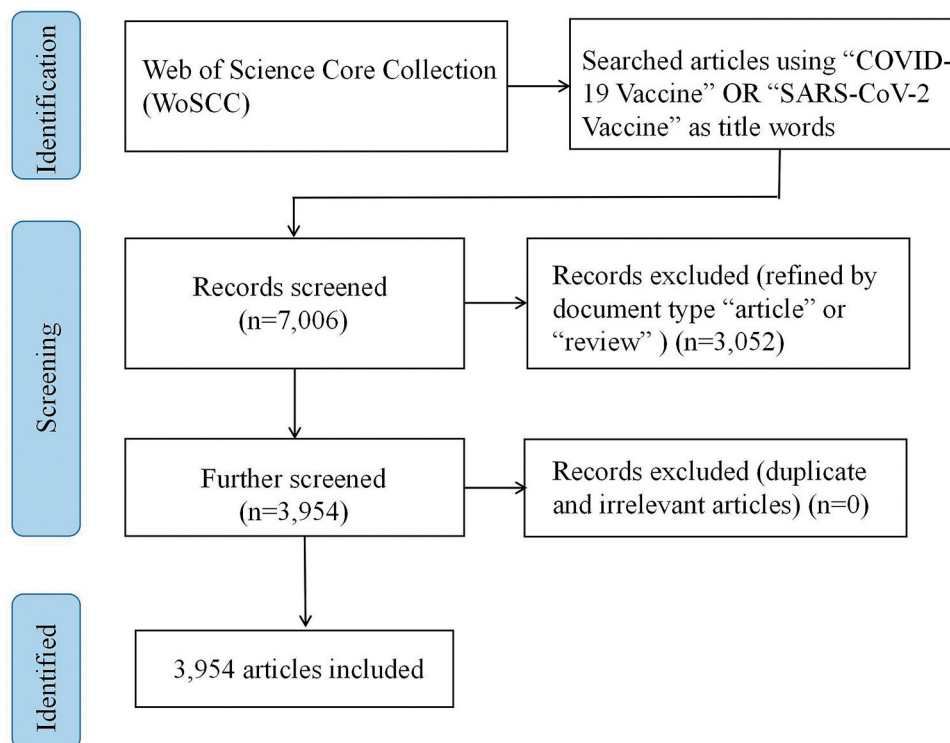 Identification
Web of Science Core Collection
(WoSCC)
Searched articles using “COVID-
19 Vaccine” OR “SARS-CoV-2
Vaccine” as title words
Screening
Records screened
(n=7,006)
Records excluded (refined by
document type “article” or
“review” ) (n=3,052)
Further screened
(n=3,954)
Records excluded (duplicate
and irrelevant articles) (n=0)
Identified
3,954 articles included